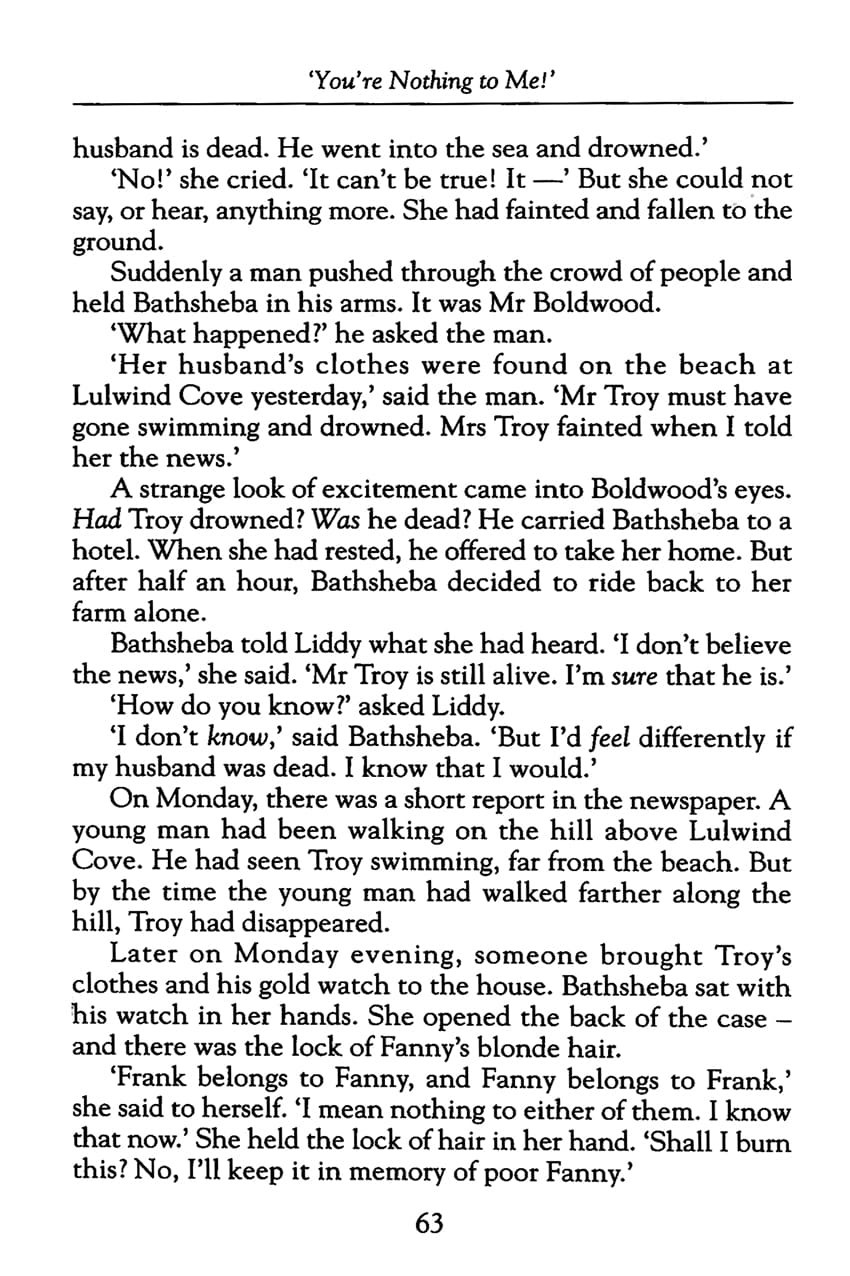 ‘You’re Nothing to Me!’
husband is dead. He went into the sea and drowned.’
‘No!’ she cried. ‘It can’t be true! It —’ But she could not
say, or hear, anything more. She had fainted and fallen to the
ground.
Suddenly a man pushed through the crowd of people and
held Bathsheba in his arms. It was Mr Boldwood.
‘What happened?’ he asked the man.
‘Her husband’s clothes were found on the beach at
Lulwind Cove yesterday,’ said the man. ‘Mr Troy must have
gone swimming and drowned. Mrs Troy fainted when I told
her the news.’
A strange look of excitement came into Boldwood’s eyes.
Had Troy drowned? Was he dead? He carried Bathsheba to a
hotel. When she had rested, he offered to take her home. But
after half an hour, Bathsheba decided to ride back to her
farm alone.
Bathsheba told Liddy what she had heard. ‘I don’t believe
the news,’ she said. ‘Mr Troy is still alive. I’m sure that he is.’
‘How do you know?’ asked Liddy.
‘I don’t know,’ said Bathsheba. ‘But I’d feel differently if
my husband was dead. I know that I would.’
On Monday, there was a short report in the newspaper. A
young man had been walking on the hill above Lulwind
Cove. He had seen Troy swimming, far from the beach. But
by the time the young man had walked farther along the
hill, Troy had disappeared.
Later on Monday evening, someone brought Troy’s
clothes and his gold watch to the house. Bathsheba sat with
his watch in her hands. She opened the back of the case –
and there was the lock of Fanny’s blonde hair.
‘Frank belongs to Fanny, and Fanny belongs to Frank,’
she said to herself. ‘I mean nothing to either of them. I know
that now.’ She held the lock of hair in her hand. ‘Shall I burn
this? No, I’ll keep it in memory of poor Fanny.’
63